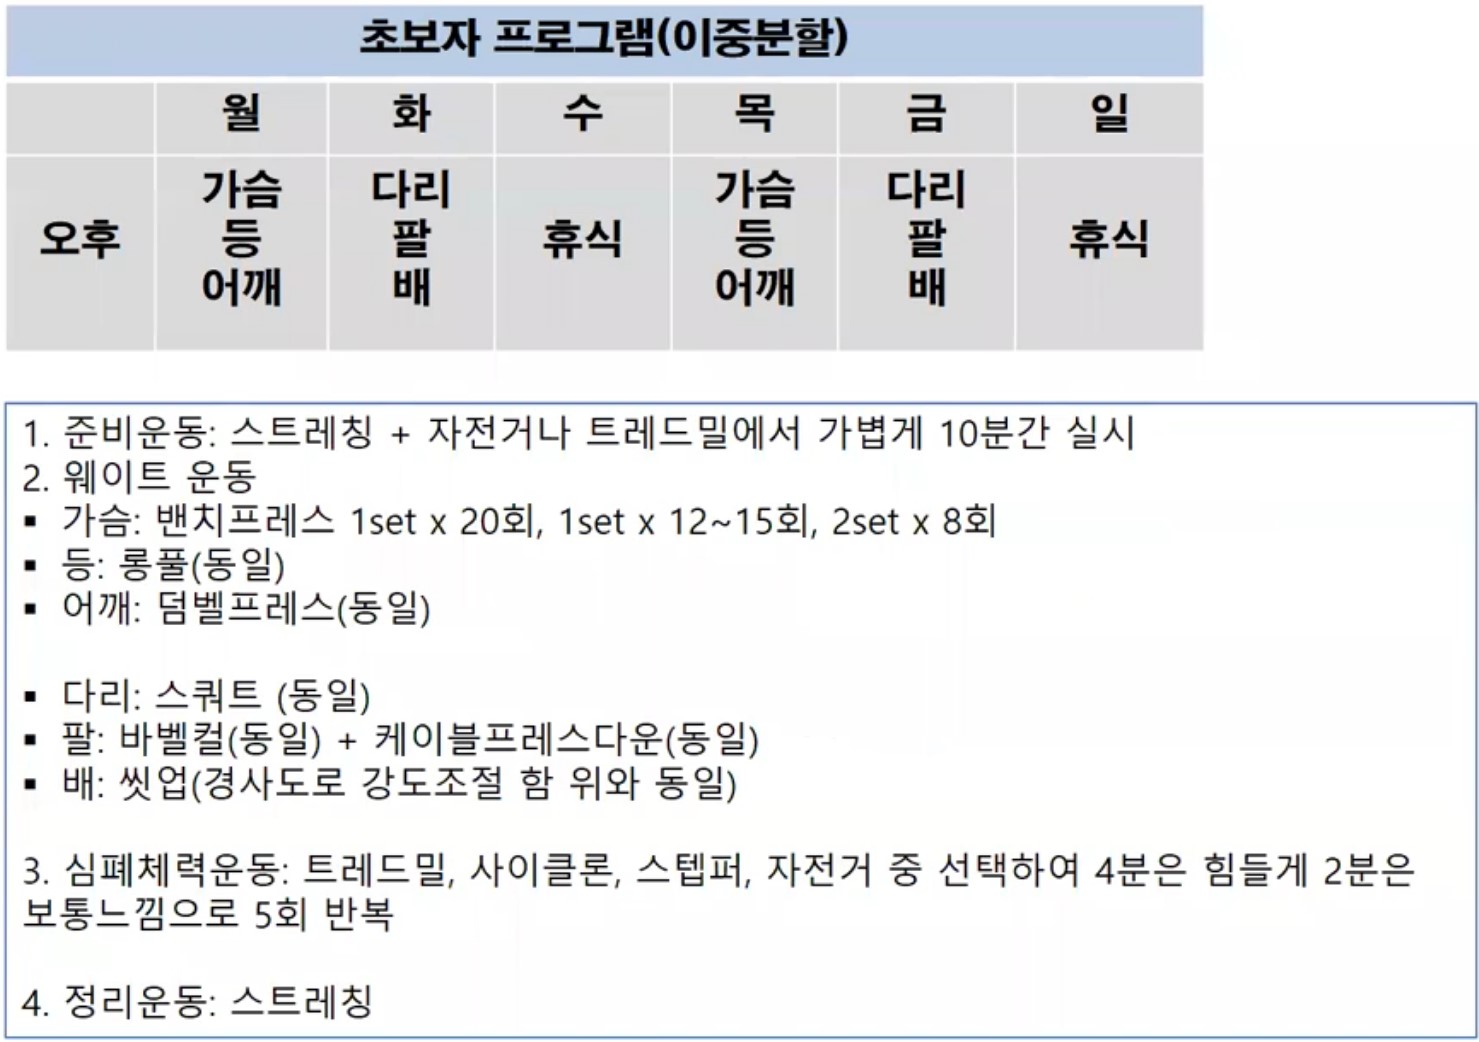 초보자 프로그램(이중분할)
월 화 수 목 금 일
오후 가슴 등 어깨 다리 팔 배 휴식 가슴 등 어깨 다리 팔 배 휴식
1. 준비운동: 스트레칭 + 자전거나 트레드밀에서 가볍게 10분간 실시
2. 웨이트 운동
▪ 가슴: 밴치프레스 1set x 20회, 1set x 12~15회, 2set x 8회
▪ 등: 롱풀(동일)
▪ 어깨: 덤벨프레스(동일)
▪ 다리: 스쿼트 (동일)
▪ 팔: 바벨컬(동일) + 케이블프레스다운(동일)
▪ 배: 씻업(경사도로 강도조절 함 위와 동일)
3. 심폐체력운동: 트레드밀, 사이클론, 스텝퍼, 자전거 중 선택하여 4분은 힘들게 2분은
보통느낌으로 5회 반복
4. 정리운동: 스트레칭